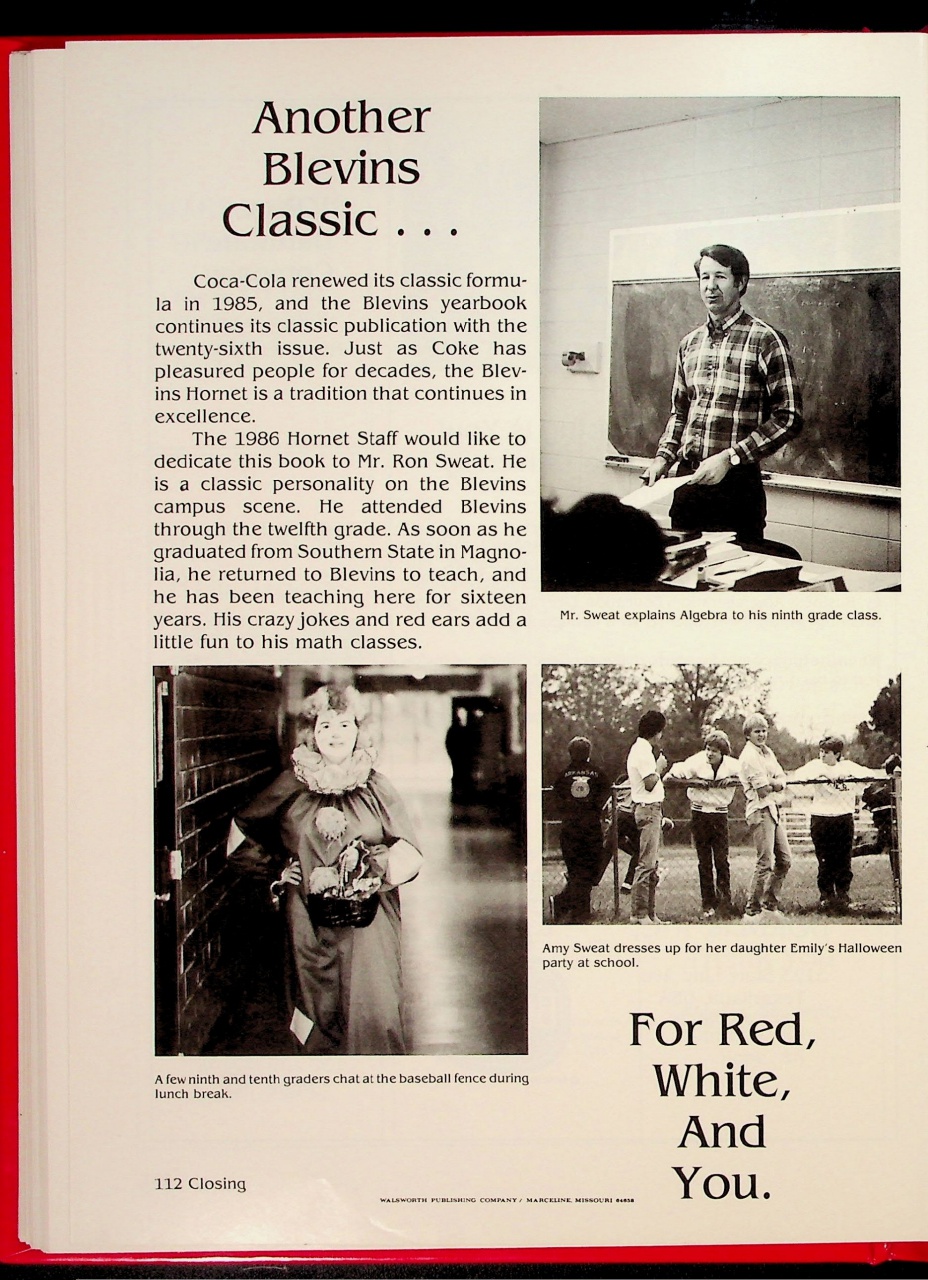 Another
Blevins
Classic . . .
Coca-Cola renewed its classic formu-
la in 1985, and the Blevins yearbook
continues its classic publication with the
twenty-sixth issue. Just as Coke has
pleasured people for decades, the Blev-
ins Hornet is a tradition that continues in
excellence.
The 1986 Hornet Staff would like to
dedicate this book to Mr. Ron Sweat. He
is a classic personality on the Blevins
campus scene. He attended Blevins
through the twelfth grade. As soon as he
graduated from Southern State in Magno-
lia, he returned to Blevins to teach, and
he has been teaching here for sixteen
years. His crazy jokes and red ears add a
little fun to his math classes.
Mr. Sweat explains Algebra to his ninth grade class.
ARKANSAS
Amy Sweat dresses up for her daughter Emily's Halloween
party at school.
A few ninth and tenth graders chat at the baseball fence during
lunch break.
For Red,
White,
And
You.
112 Closing
WALSWORTH PUBLISHING COMPANY / MARCELINE, MISSOURI 64658